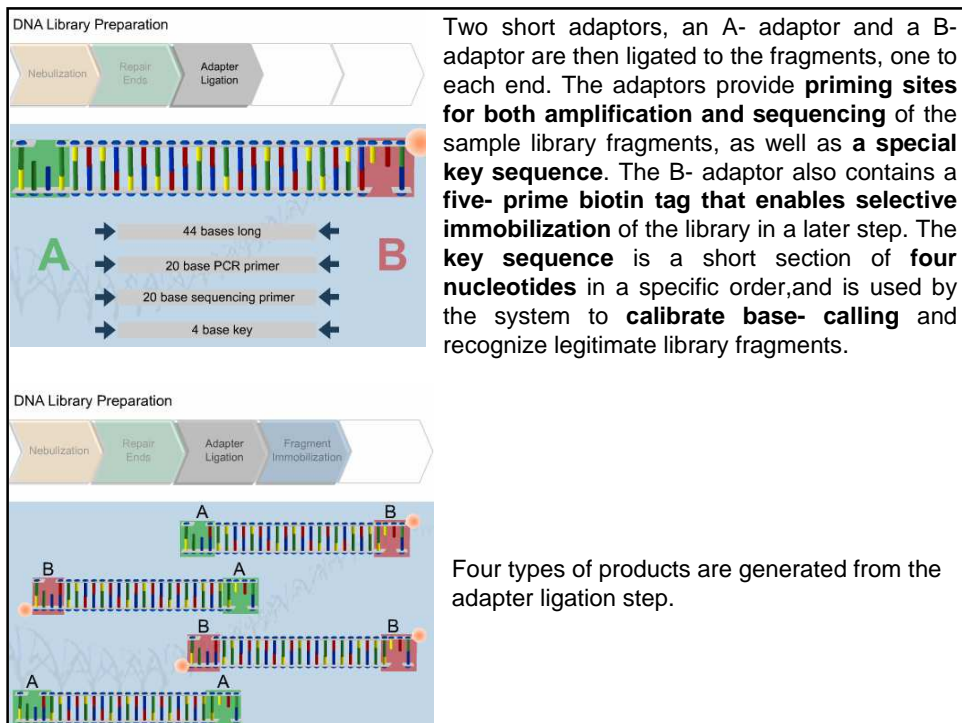 DNA Library Preparation
Nebulization
Repair
Ends
Adapter
Ligation
A
B
44 bases long
20 base PCR primer
20 base sequencing primer
4 base key
Two short adaptors, an A- adaptor and a B-
adaptor are then ligated to the fragments, one to
each end. The adaptors provide priming sites
for both amplification and sequencing of the
sample library fragments, as well as a special
key sequence. The B- adaptor also contains a
five- prime biotin tag that enables selective
immobilization of the library in a later step. The
key sequence is a short section of four
nucleotides in a specific order,and is used by
the system to calibrate base- calling and
recognize legitimate library fragments.
DNA Library Preparation
Nebulization
Repair
Ends
Adapter
Ligation
Fragment
Immobilization
A
B
B
A
B
B
A
A
Four types of products are generated from the
adapter ligation step.